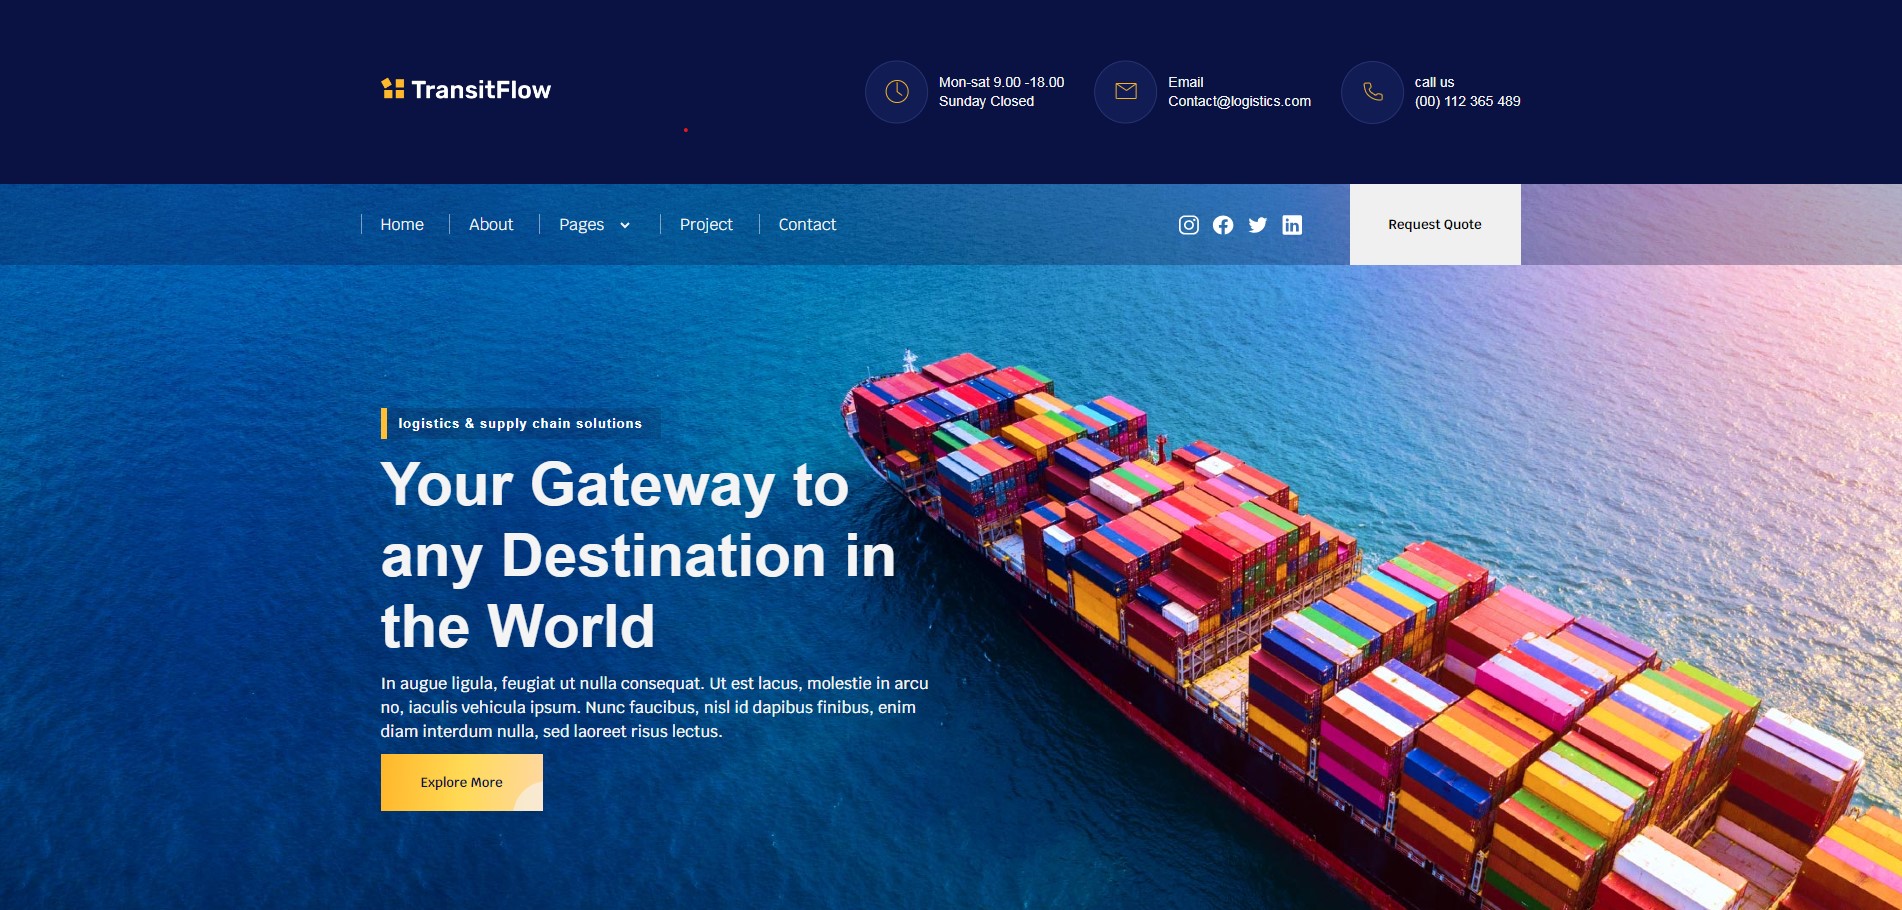 TransitFlow
Mon-sat 9.00 -18.00
Sunday Closed
Email
Contact@logistics.com
call us
(00) 112 365 489
Home
About
Pages
Project
Contact
Request Quote
logistics & supply chain solutions
Your Gateway to
any Destination in
the World
In augue ligula, feugiat ut nulla consequat. Ut est lacus, molestie in arcu
no, iaculis vehicula ipsum. Nunc faucibus, nisl id dapibus finibus, enim
diam interdum nulla, sed laoreet risus lectus.
Explore More